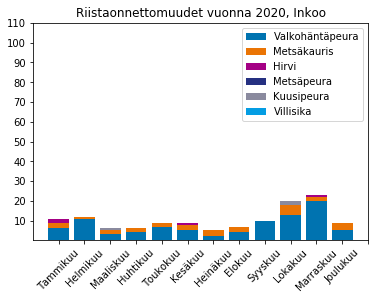 Riistaonnettomuudet vuonna 2020, Inkoo
110
100
90
80
70
60
50
40
30
20
10
Valkohäntäpeura
Metsäkauris
Hirvi
Metsäpeura
Kuusipeura
Villisika
Tammikuu
Helmikuu
Maaliskuu
Huhtikuu
Toukokuu
Kesäkuu
Heinäkuu
Elokuu
Syyskuu
Lokakuu
Marraskuu
Joulukuu